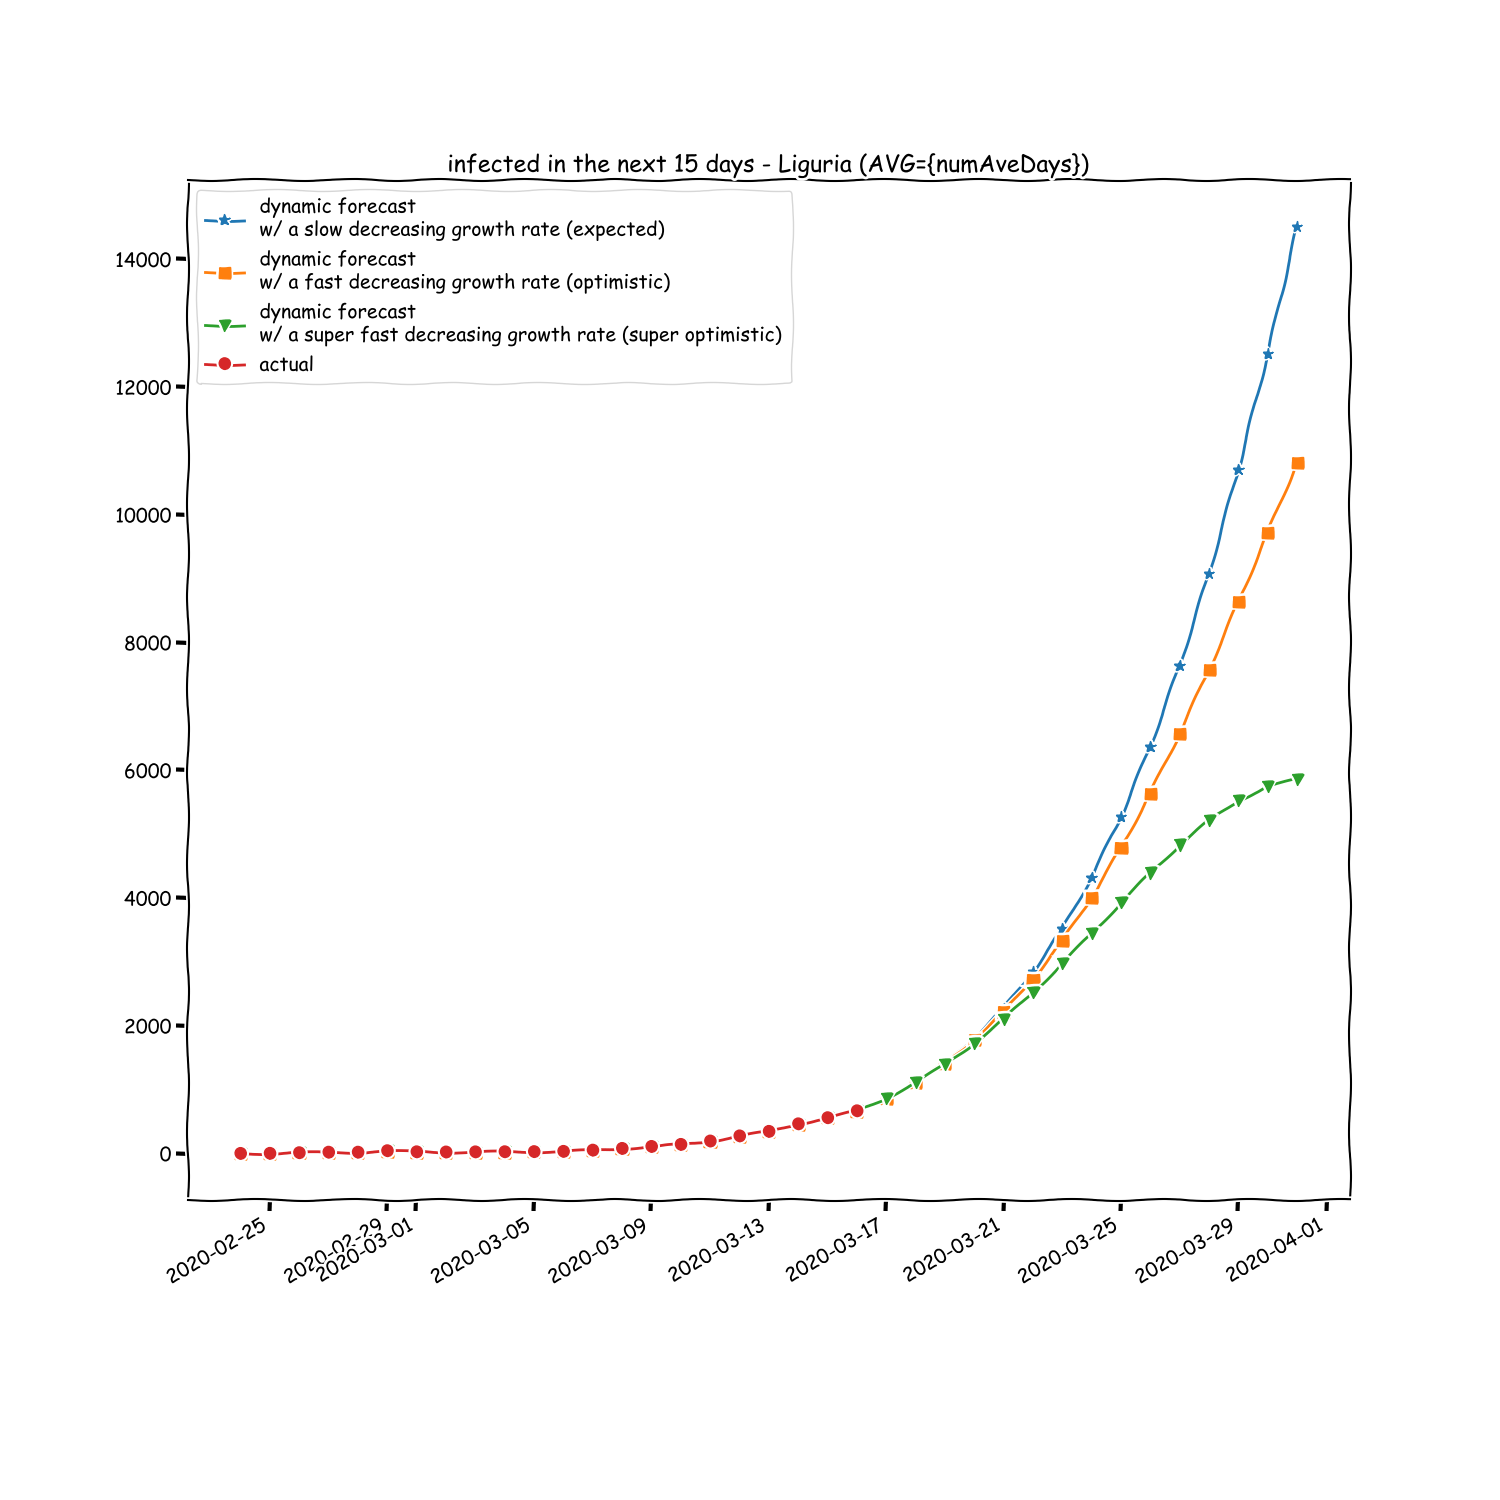 infected in the next 15 days - Liguria (AVG={numAveDays})
dynamic forecast
w/ a slow decreasing growth rate (expected)
dynamic forecast
w/ a fast decreasing growth rate (optimistic)
dynamic forecast
w/ a super fast decreasing growth rate (super optimistic)
actual
14000
12000
10000
8000
6000
4000
2000
0
2020-02-25
2020-02-29
2020-03-01
2020-03-05
2020-03-09
2020-03-13
2020-03-17
2020-03-21
2020-03-25
2020-03-29
2020-04-01